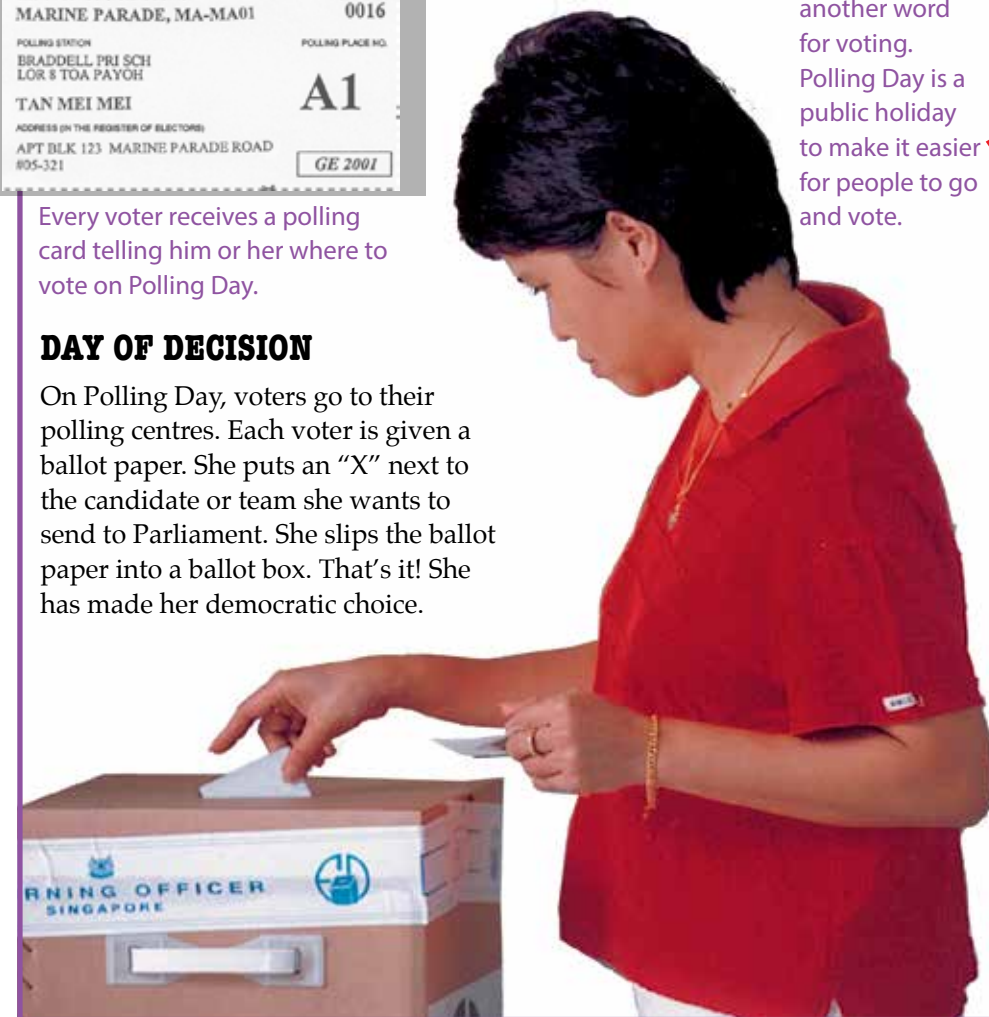 MARINE PARADE, MA-MA01 0016
POLLING STATION POLLING PLACE NO.
BRADDELL PRI SCH
LOR 8 TOA PAYOH
A1
TAN MEI MEI
ADDRESS (IN THE REGISTER OF ELECTORS)
APT BLK 123 MARINE PARADE ROAD
#05-321
GE 2001
Every voter receives a polling
card telling him or her where to
vote on Polling Day.
another word
for voting.
Polling Day is a
public holiday
to make it easier
for people to go
and vote.
DAY OF DECISION
On Polling Day, voters go to their
polling centres. Each voter is given a
ballot paper. She puts an “X” next to
the candidate or team she wants to
send to Parliament. She slips the ballot
paper into a ballot box. That’s it! She
has made her democratic choice.
RNING OFFICER
SINGAPORE